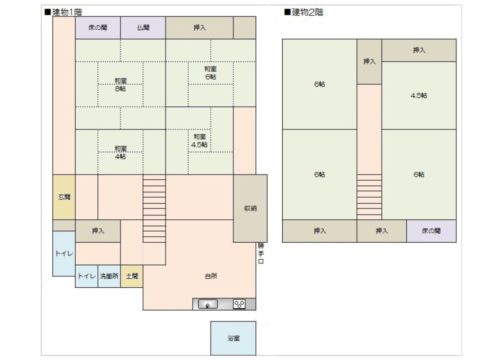 ■建物1階
■建物2階
床の間
仏間
押入
和室
8帖
和室
6帖
和室
4帖
和室
4.5帖
玄関
収納
押入
トイレ
トイレ
洗面所
土間
台所
勝手口
浴室
6帖
押入
押入
4.5帖
6帖
6帖
押入
押入
床の間